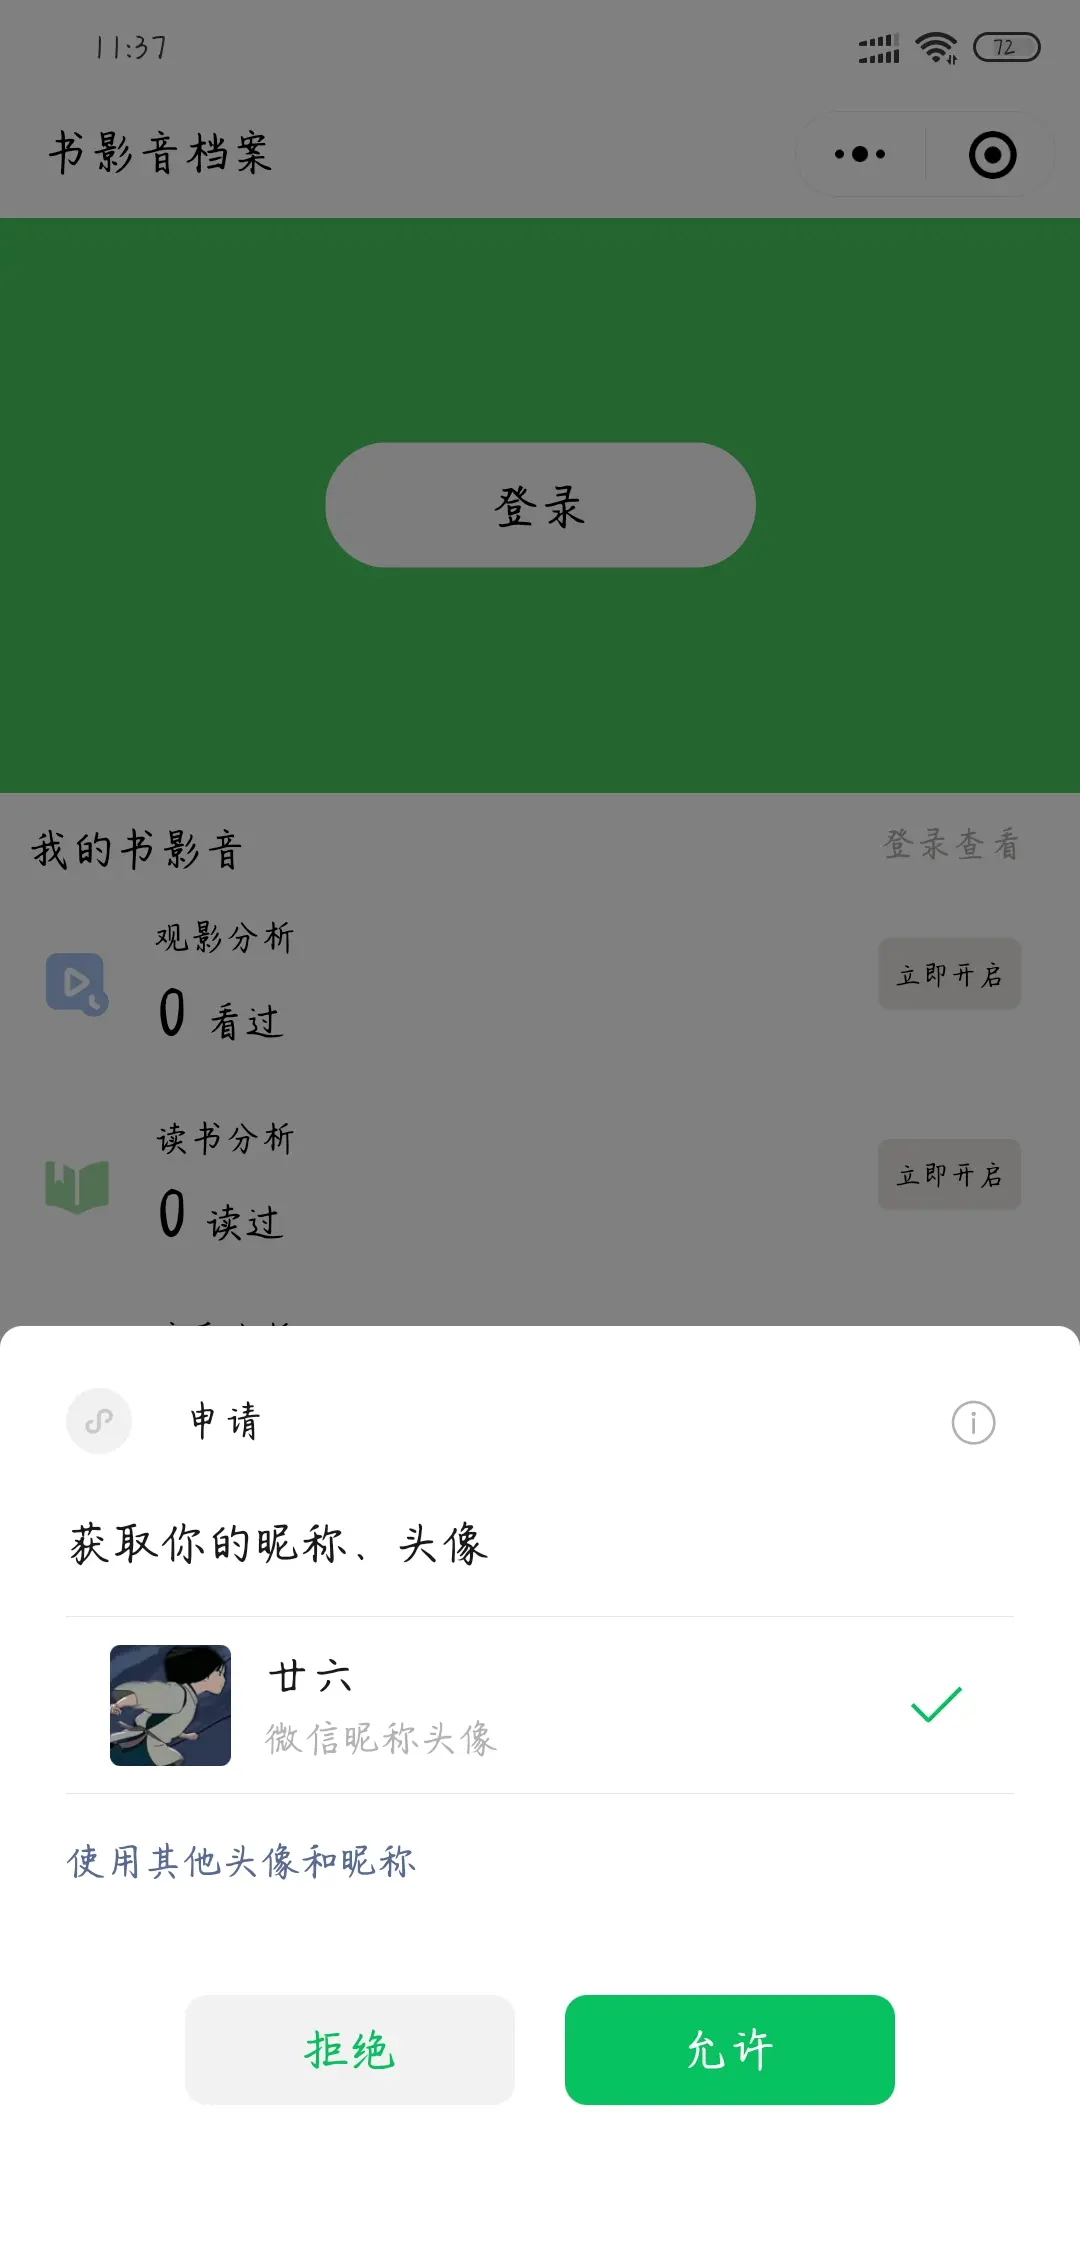 11:37
72
书影音档案
登录
我的书影音
登录查看
观影分析
0 看过
立即开启
读书分析
0 读过
立即开启
申请
获取你的昵称、头像
廿六
微信昵称头像
使用其他头像和昵称
拒绝
允许